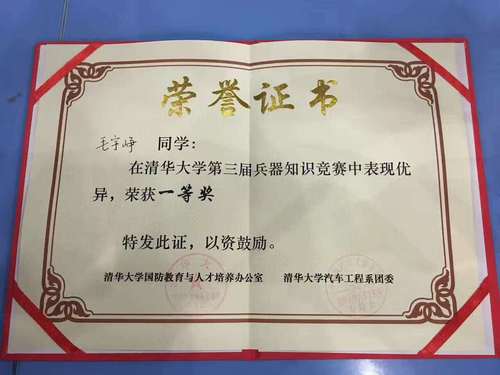 荣誉证书
毛宇峥 同学：
在清华大学第三届兵器知识竞赛中表现优
异，荣获一等奖
特发此证，以资鼓励。
清华大学国防教育与人才培养办公室 清华大学汽车工程系团委